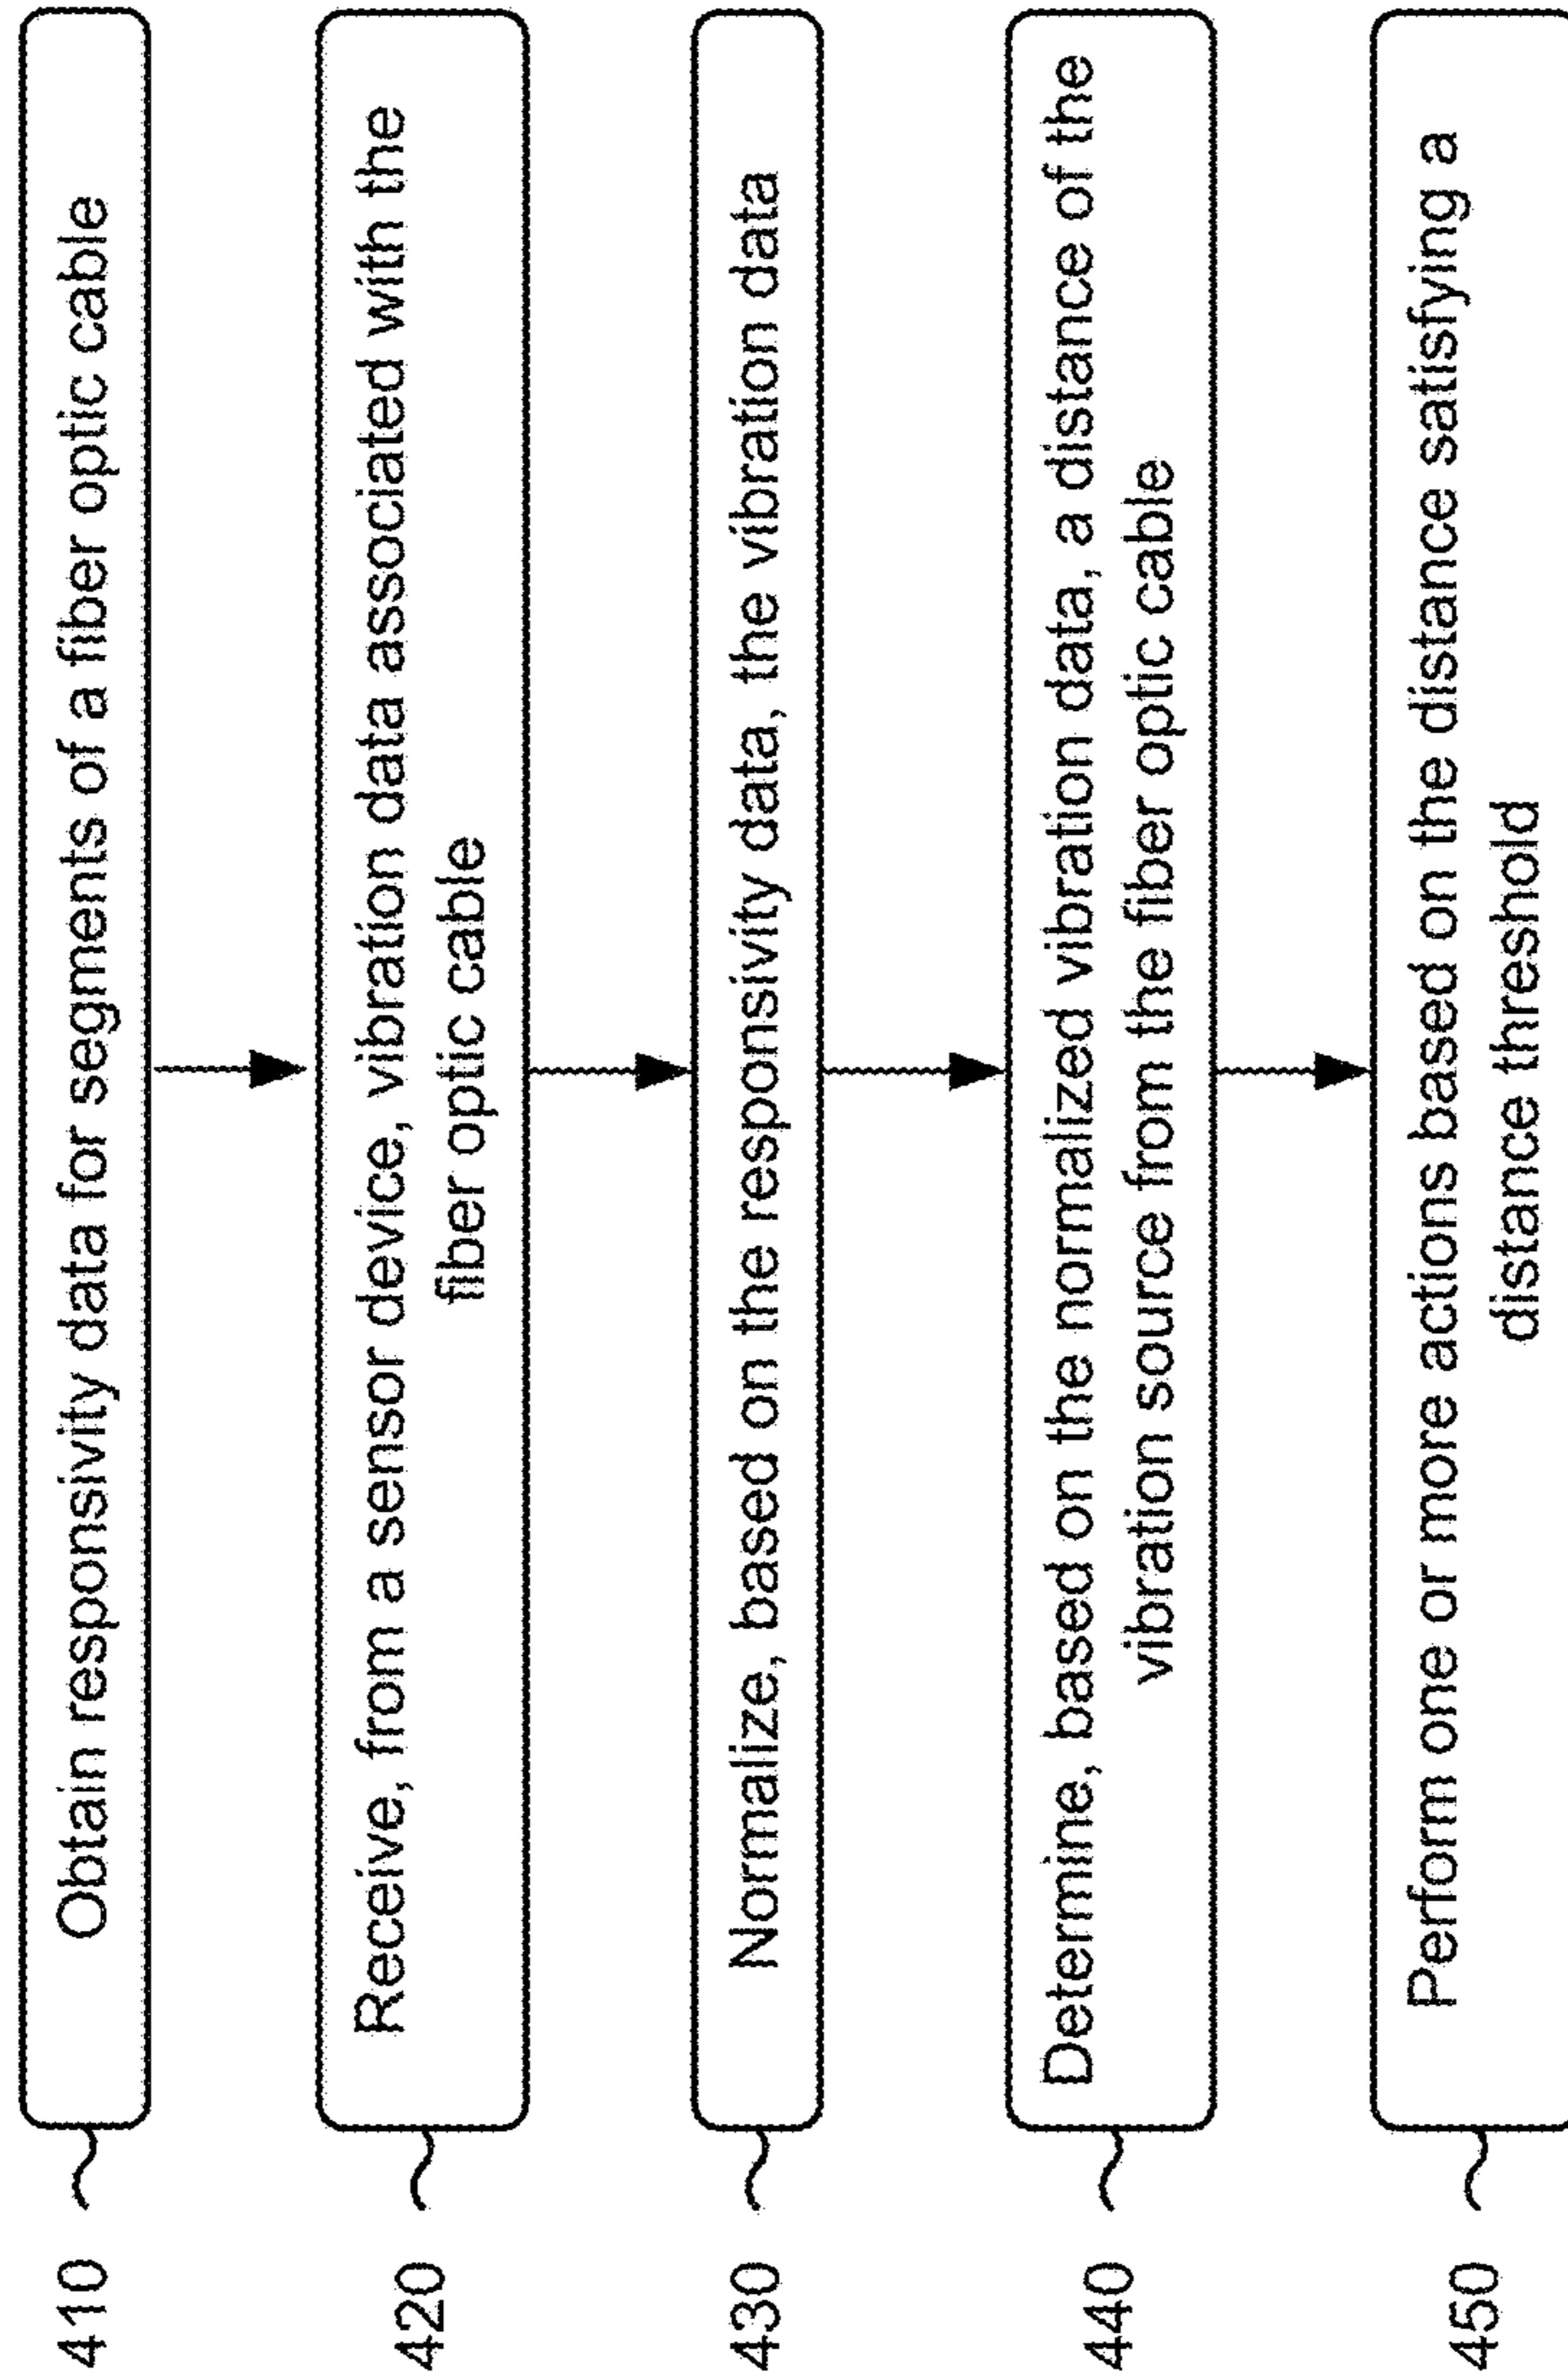 410
Obtain responsivity data for segments of a fiber optic cable
420
Receive, from a sensor device, vibration data associated with the
fiber optic cable
430
Normalize, based on the responsivity data, the vibration data
440
Determine, based on the normalized vibration data, a distance of the
vibration source from the fiber optic cable
450
Perform one or more actions based on the distance satisfying a
distance threshold